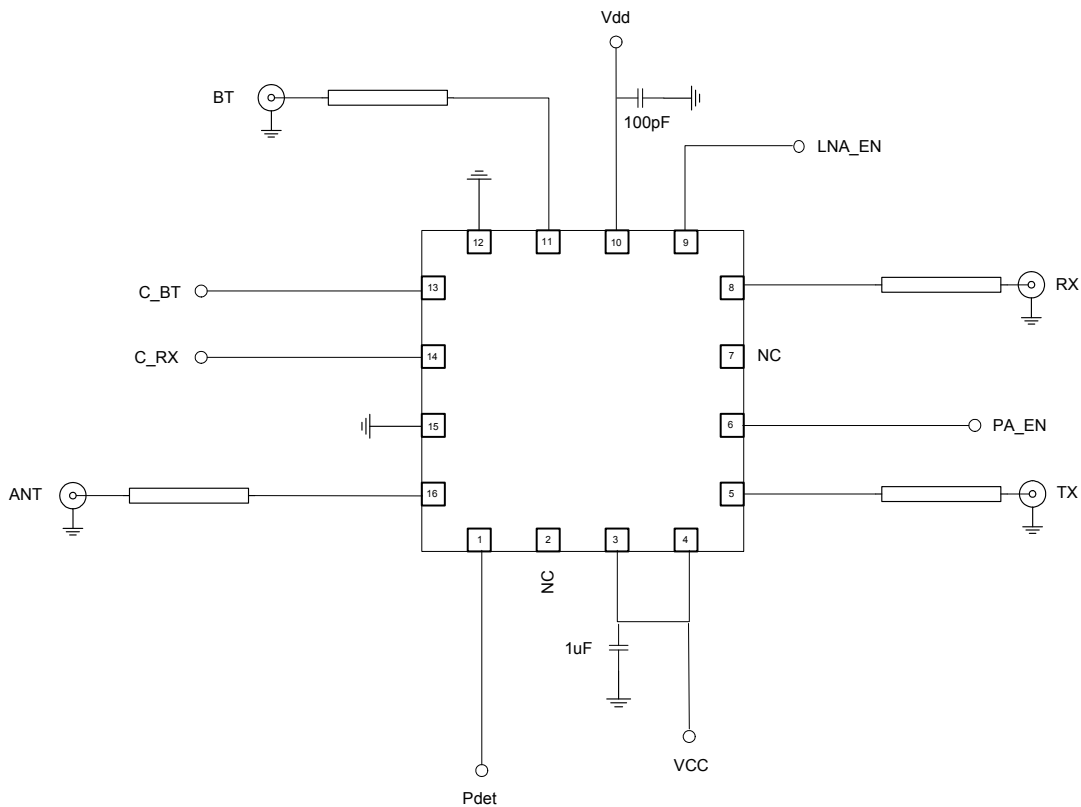 Vdd
BT
100pF
LNA_EN
12
11
10
9
C_BT
13
8
RX
C_RX
14
7
NC
15
6
PA_EN
ANT
16
5
TX
1
2
3
4
NC
1uF
VCC
Pdet